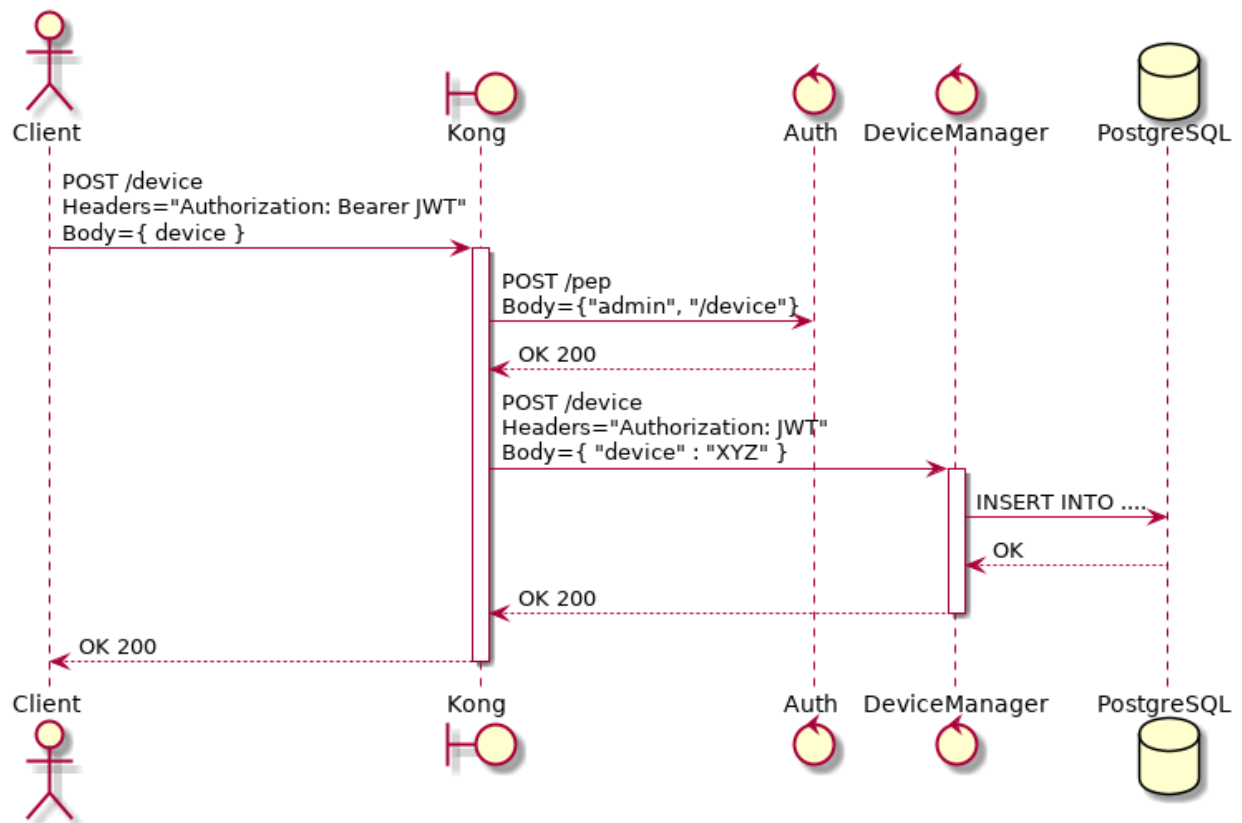 Client
Kong
Auth
DeviceManager
PostgreSQL
POST /device
Headers="Authorization: Bearer JWT"
Body={ device }
POST /pep
Body={"admin", "/device"}
OK 200
POST /device
Headers="Authorization: JWT"
Body={ "device" : "XYZ" }
INSERT INTO ....
OK
OK 200
OK 200
Client
Kong
Auth
DeviceManager
PostgreSQL